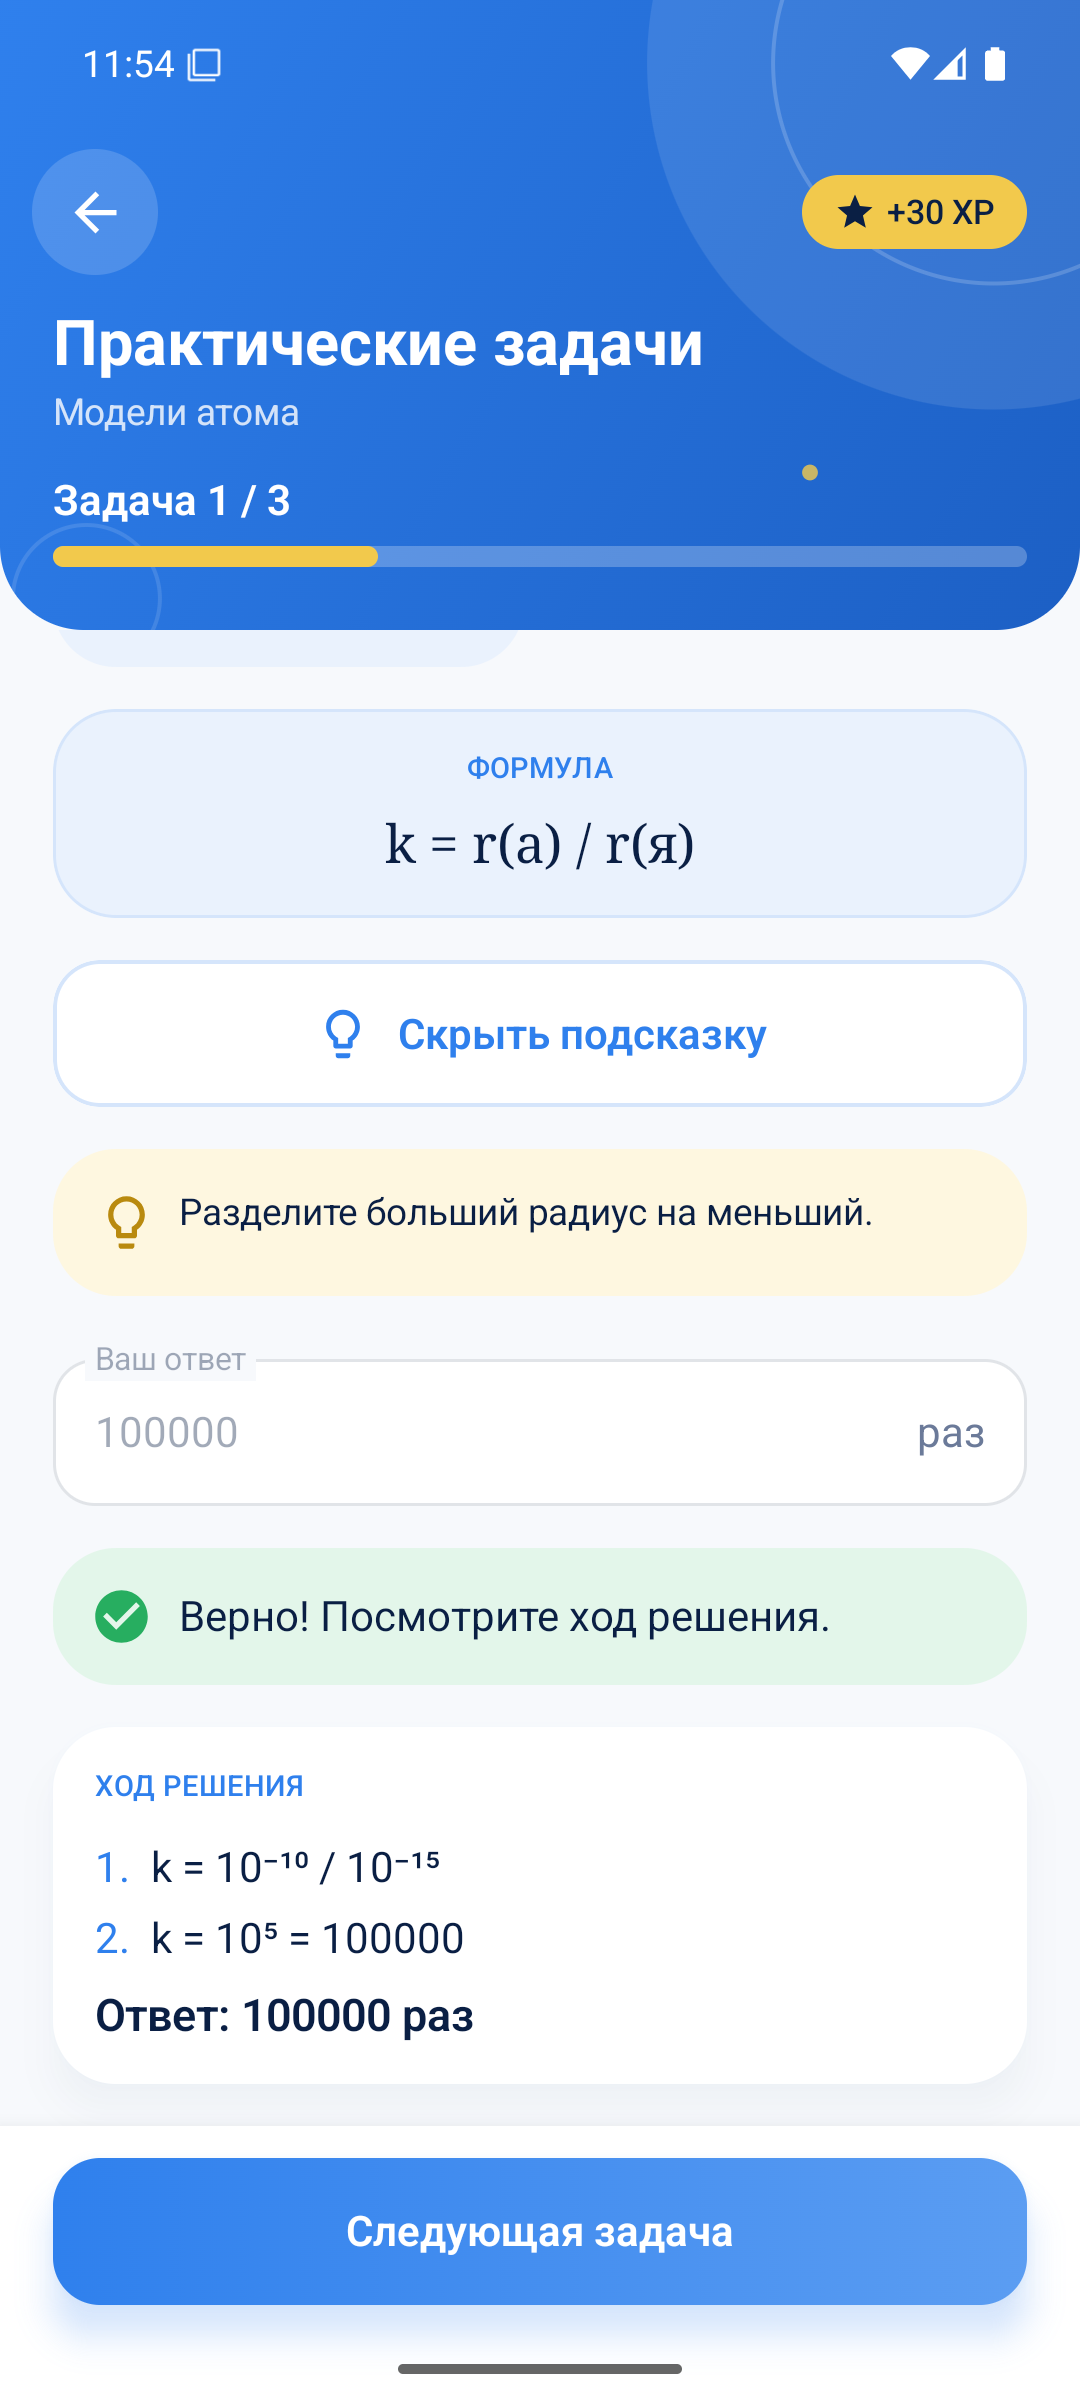 11:54
+30 XP
Практические задачи
Модели атома
Задача 1 / 3
ФОРМУЛА
k = r(а) / r(я)
Скрыть подсказку
Разделите больший радиус на меньший.
Ваш ответ
100000 раз
Верно! Посмотрите ход решения.
ХОД РЕШЕНИЯ
1. k = 10⁻¹⁰ / 10⁻¹⁵
2. k = 10⁵ = 100000
Ответ: 100000 раз
Следующая задача